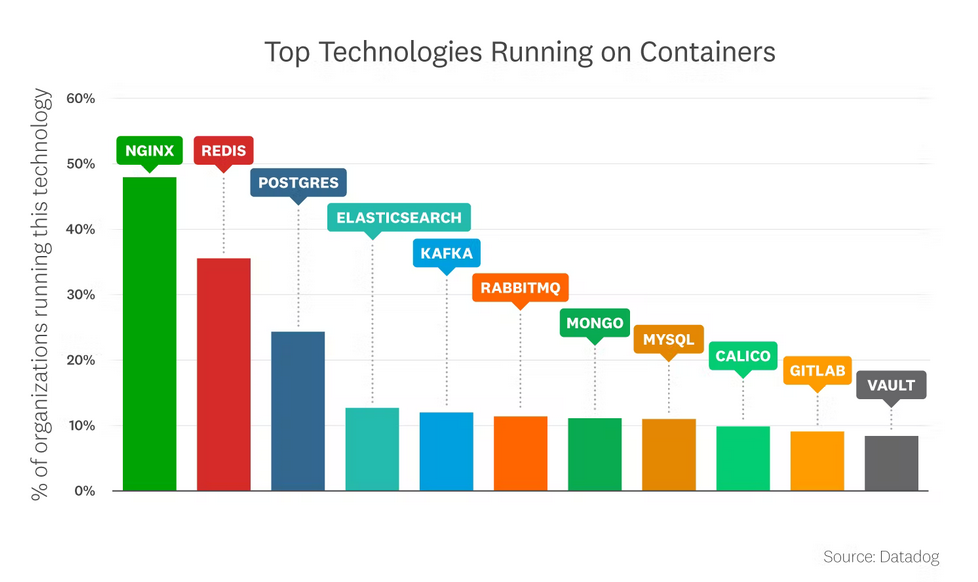 Top Technologies Running on Containers
% of organizations running this technology
60%
50%
40%
30%
20%
10%
0%
NGINX
REDIS
POSTGRES
ELASTICSEARCH
KAFKA
RABBITMQ
MONGO
MYSQL
CALICO
GITLAB
VAULT
Source: Datadog